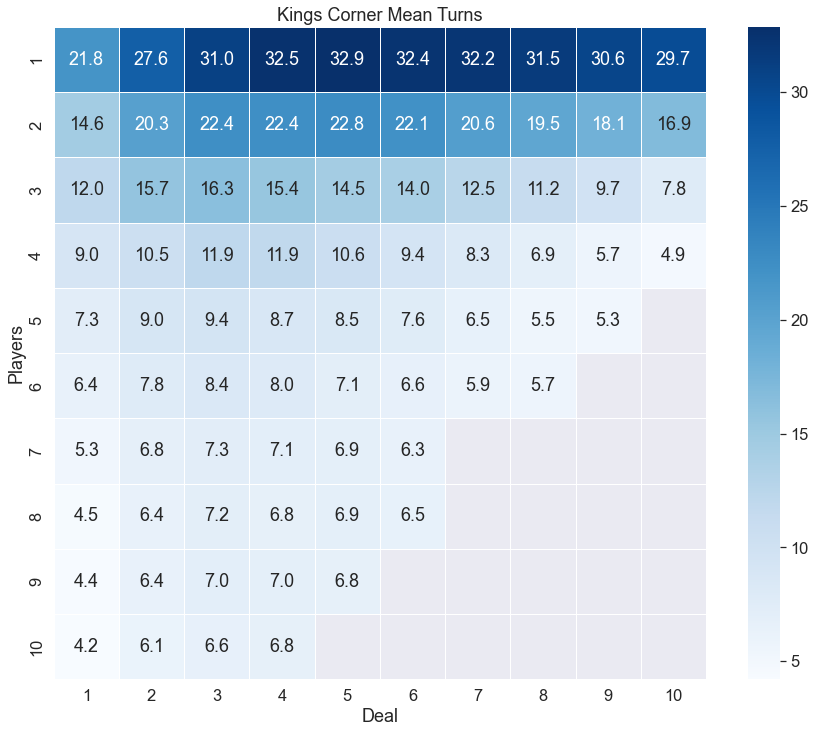 Kings Corner Mean Turns
Players
1 21.8 27.6 31.0 32.5 32.9 32.4 32.2 31.5 30.6 29.7
2 14.6 20.3 22.4 22.4 22.8 22.1 20.6 19.5 18.1 16.9
3 12.0 15.7 16.3 15.4 14.5 14.0 12.5 11.2 9.7 7.8
4 9.0 10.5 11.9 11.9 10.6 9.4 8.3 6.9 5.7 4.9
5 7.3 9.0 9.4 8.7 8.5 7.6 6.5 5.5 5.3
6 6.4 7.8 8.4 8.0 7.1 6.6 5.9 5.7
7 5.3 6.8 7.3 7.1 6.9 6.3
8 4.5 6.4 7.2 6.8 6.9 6.5
9 4.4 6.4 7.0 7.0 6.8
10 4.2 6.1 6.6 6.8
1 2 3 4 5 6 7 8 9 10
Deal
30
25
20
15
10
5